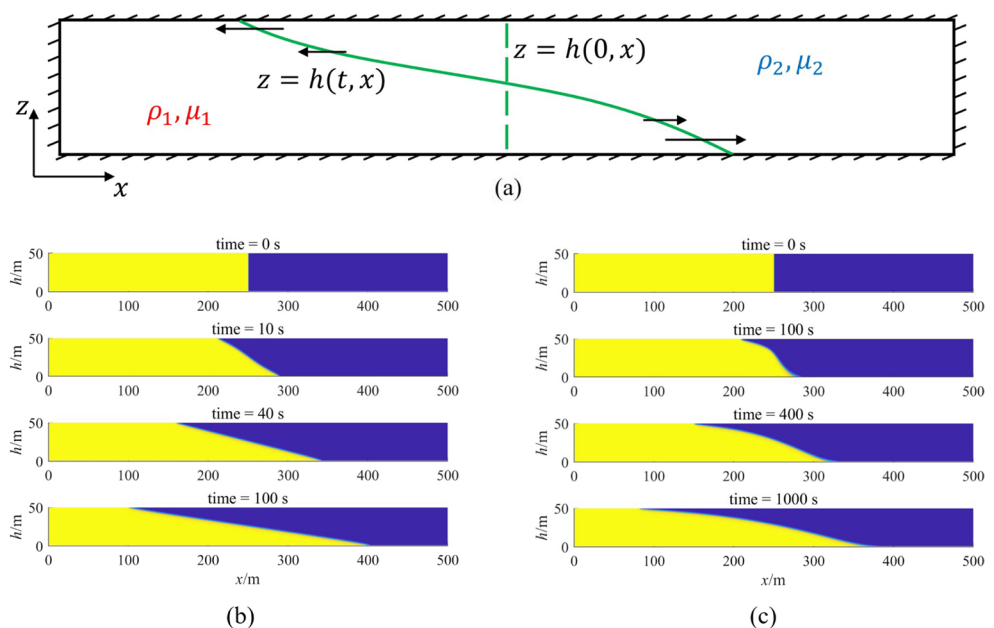 z = h(0, x)
z = h(t, x)
ρ₂, μ₂
ρ₁, μ₁
z
x
(a)
time = 0 s
h/m
50
0
0 100 200 300 400 500
time = 10 s
h/m
50
0
0 100 200 300 400 500
time = 40 s
h/m
50
0
0 100 200 300 400 500
time = 100 s
h/m
50
0
0 100 200 300 400 500
x/m
(b)
time = 0 s
h/m
50
0
0 100 200 300 400 500
time = 100 s
h/m
50
0
0 100 200 300 400 500
time = 400 s
h/m
50
0
0 100 200 300 400 500
time = 1000 s
h/m
50
0
0 100 200 300 400 500
x/m
(c)